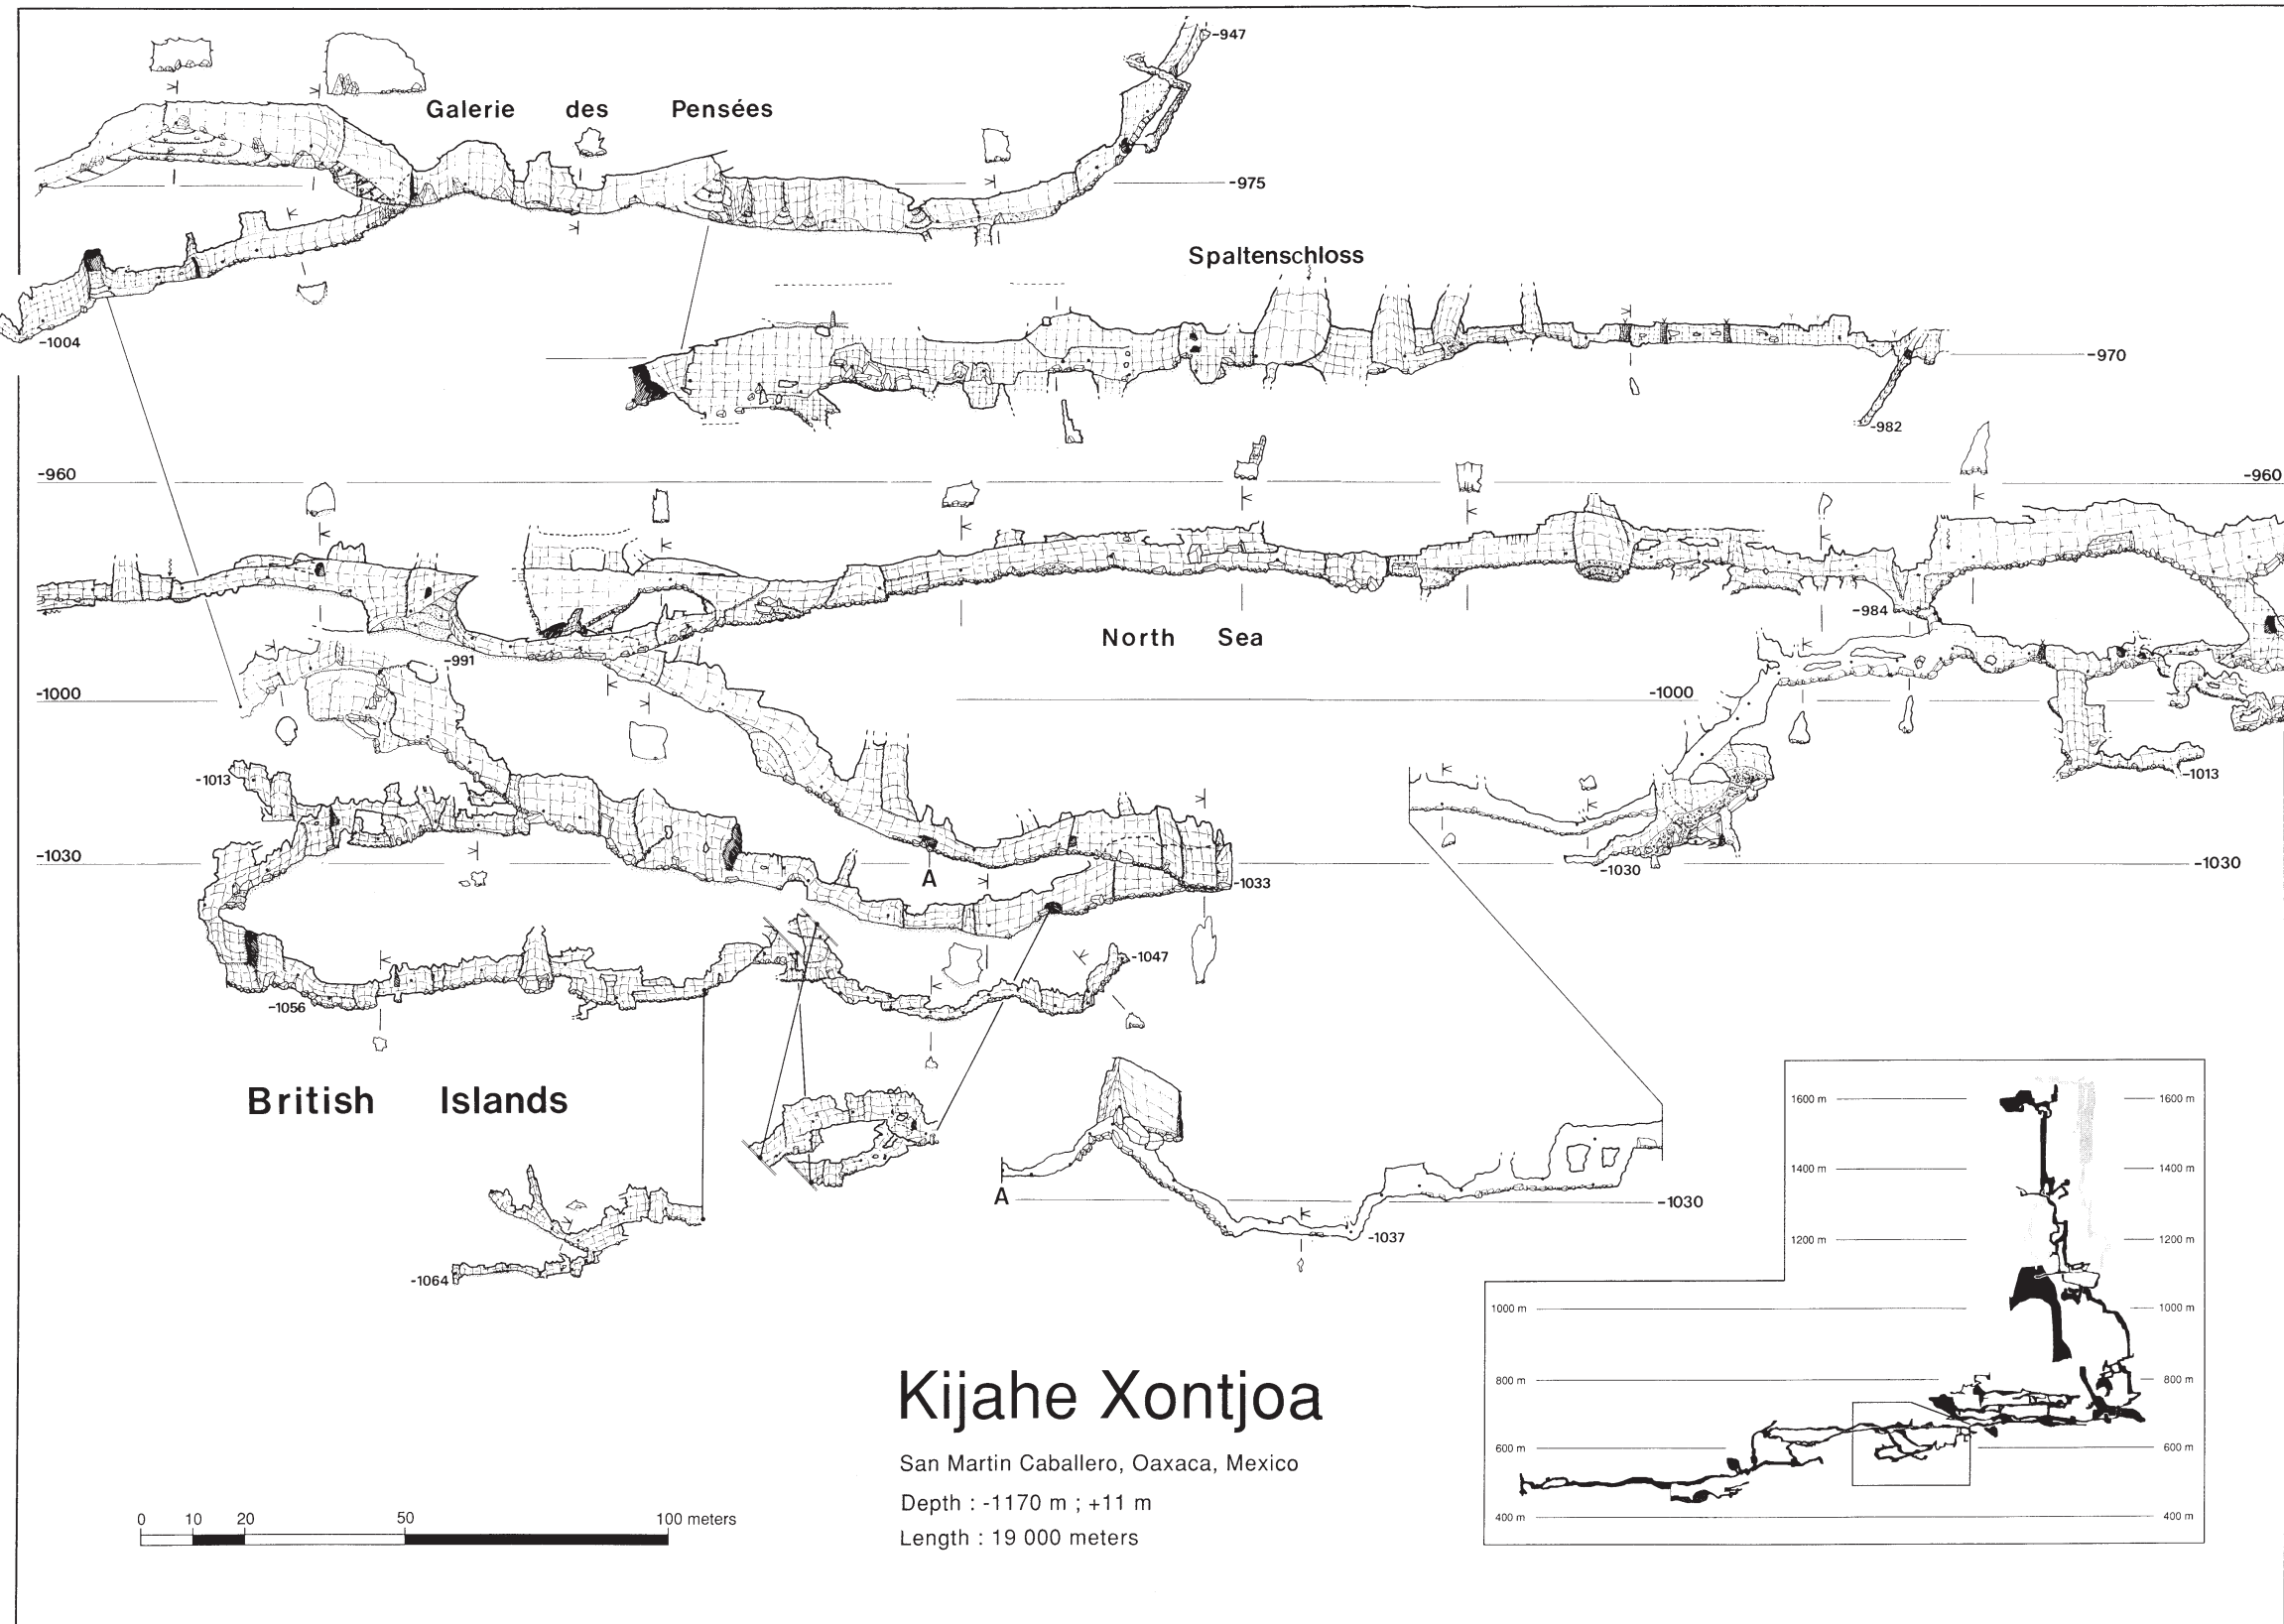 -947
Galerie des Pensées
-975
Spaltenschloss
-1004
-970
-982
-960 -960
-984
North Sea
-991
-1000 -1000
-1013 -1013
-1030 -1030 -1030
A
-1033
-1047
-1056
British Islands
A
-1030
-1037
-1064
1600 m 1600 m
1400 m 1400 m
1200 m 1200 m
1000 m 1000 m
800 m 800 m
600 m 600 m
400 m 400 m
Kijahe Xontjoa
San Martin Caballero, Oaxaca, Mexico
Depth : -1170 m ; +11 m
Length : 19 000 meters
0 10 20 50 100 meters